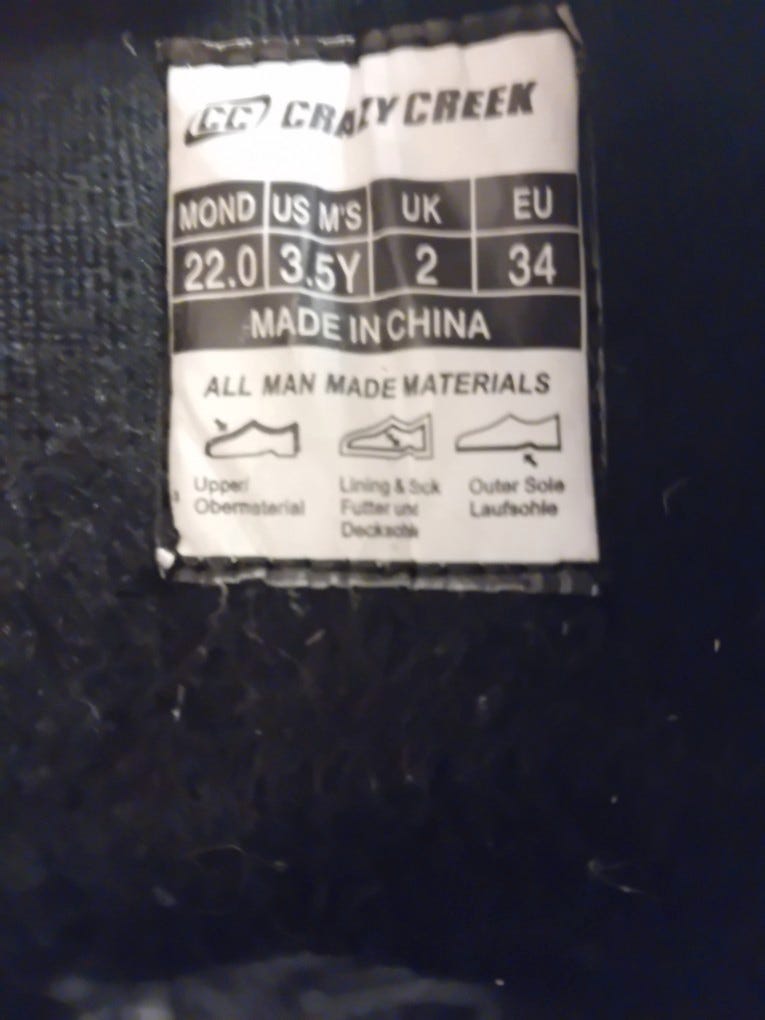 CC CRAZY CREEK
MOND US M'S UK EU
22.0 3.5Y 2 34
MADE IN CHINA
ALL MAN MADE MATERIALS
Upper/ Lining & Sock Outer Sole
Obermaterial Futter und Laufsohle
Decksohle